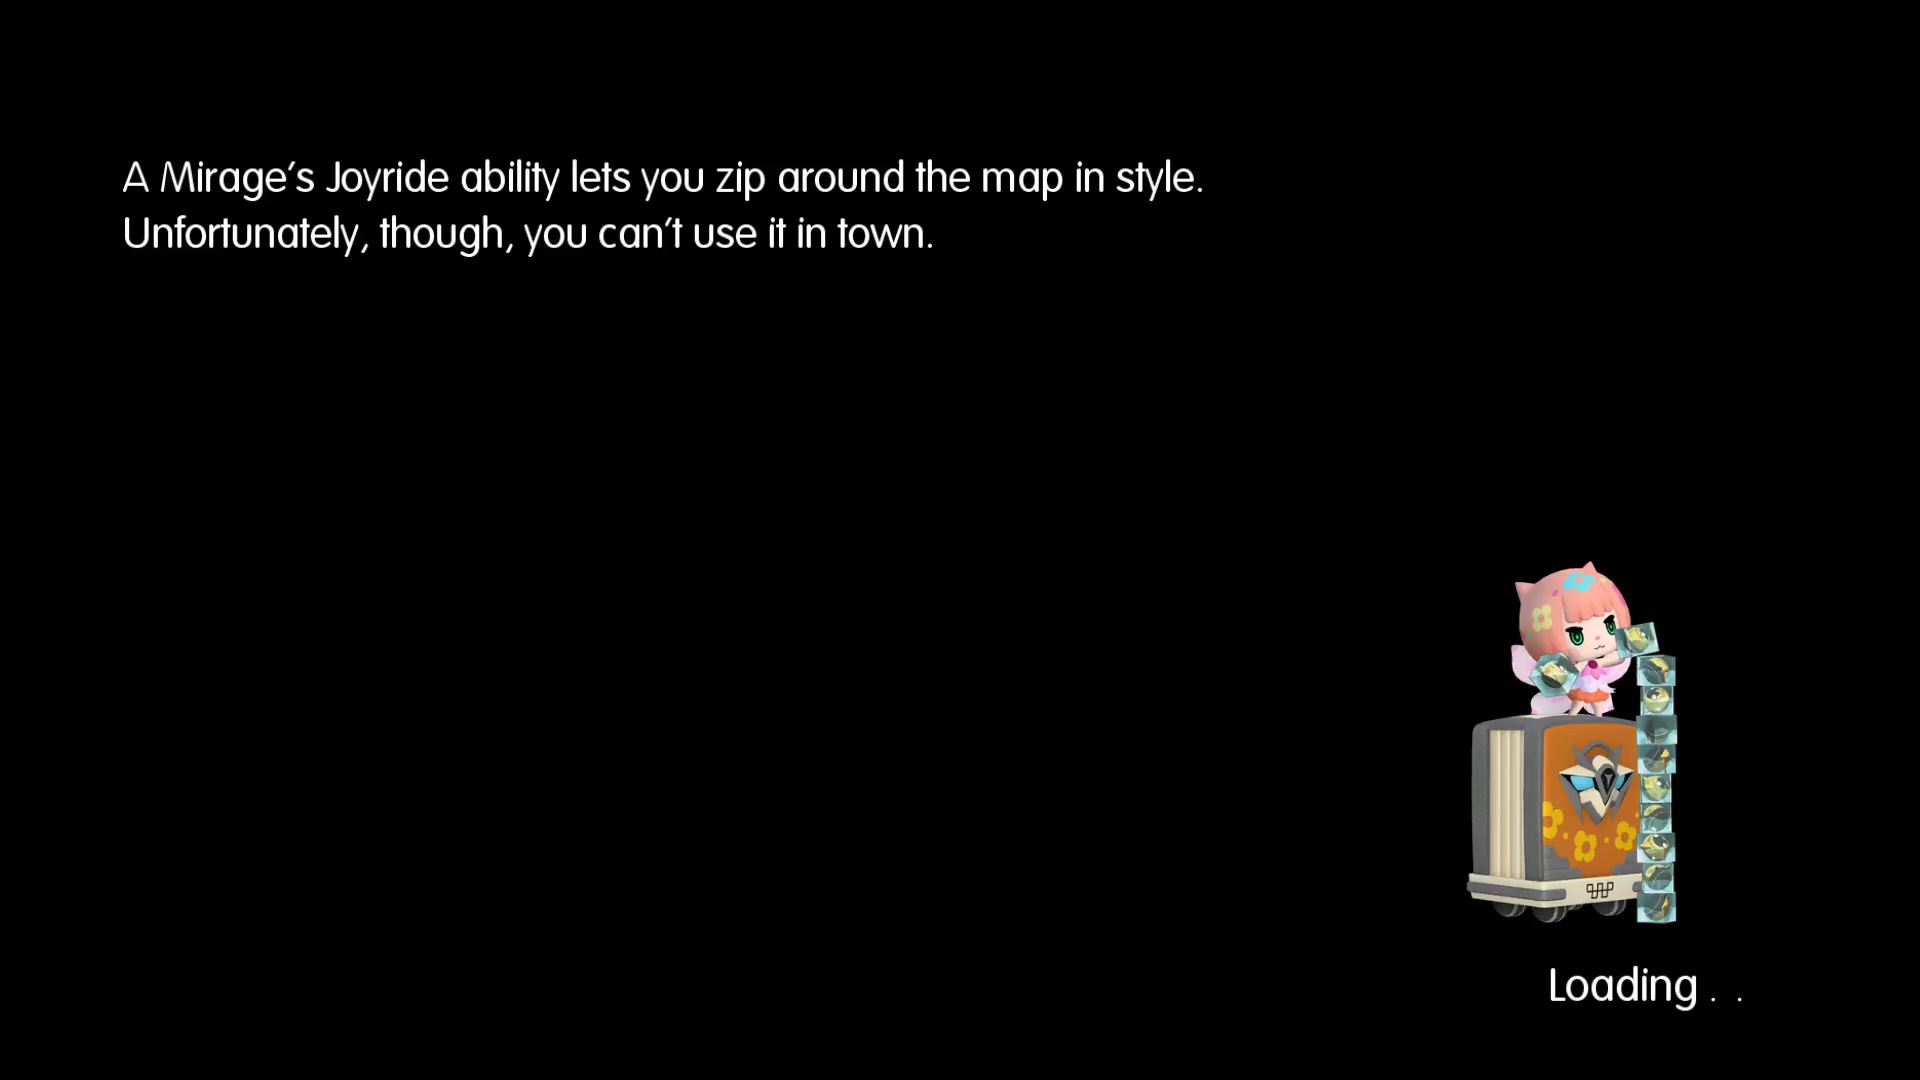 A Mirage’s Joyride ability lets you zip around the map in style.
Unfortunately, though, you can’t use it in town.
Loading . .